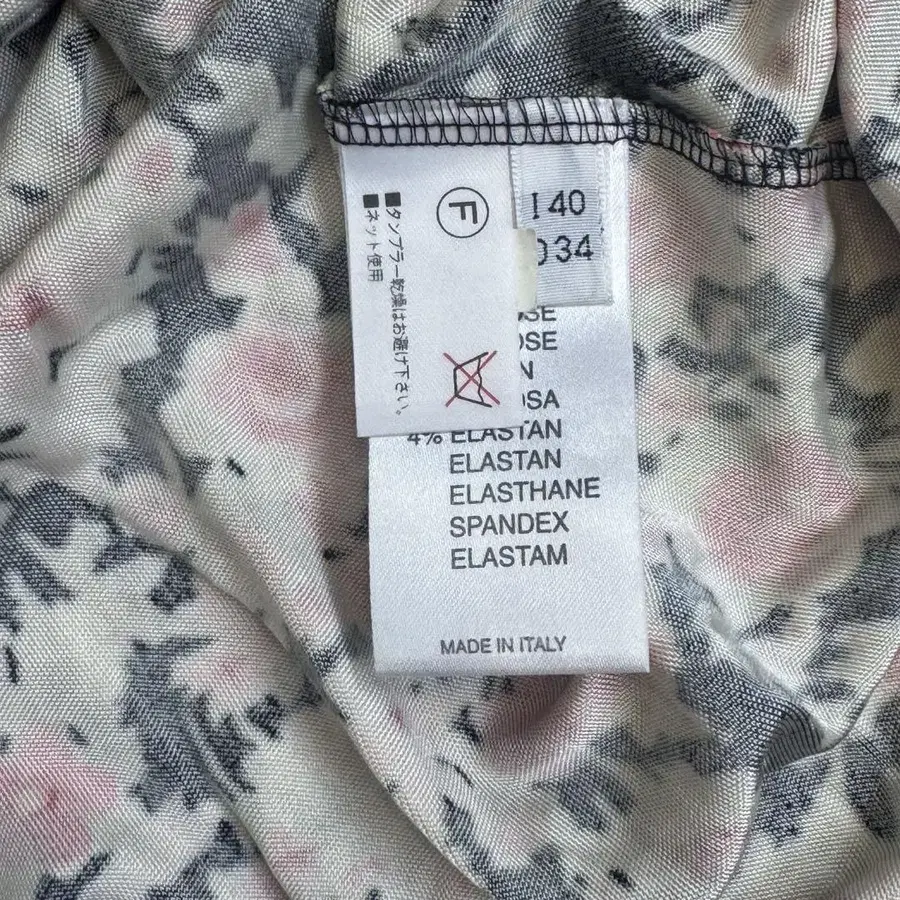 ■タンブラー乾燥はお避け下さい。
■ネット使用
F
I 40
D34
4% ELASTAN
ELASTAN
ELASTHANE
SPANDEX
ELASTAM
MADE IN ITALY